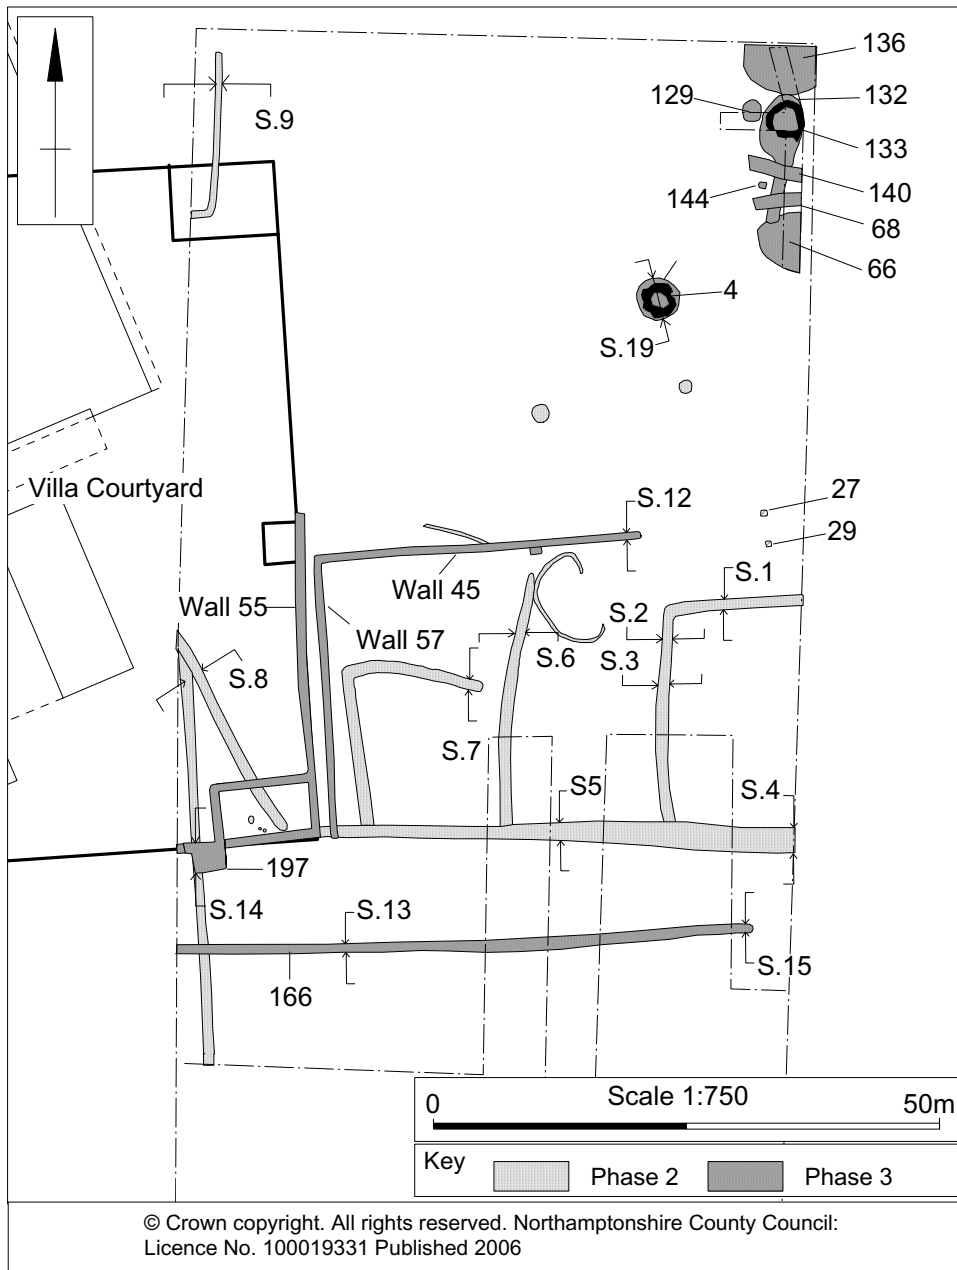 136
129
132
S.9
133
140
144
68
66
4
S.19
Villa Courtyard
27
S.12
29
S.1
Wall 45
Wall 55
S.2
Wall 57
S.6
S.3
S.8
S.7
S5
S.4
197
S.14
S.13
S.15
166
Scale 1:750
0
50m
Key
Phase 2
Phase 3
© Crown copyright. All rights reserved. Northamptonshire County Council:
Licence No. 100019331 Published 2006